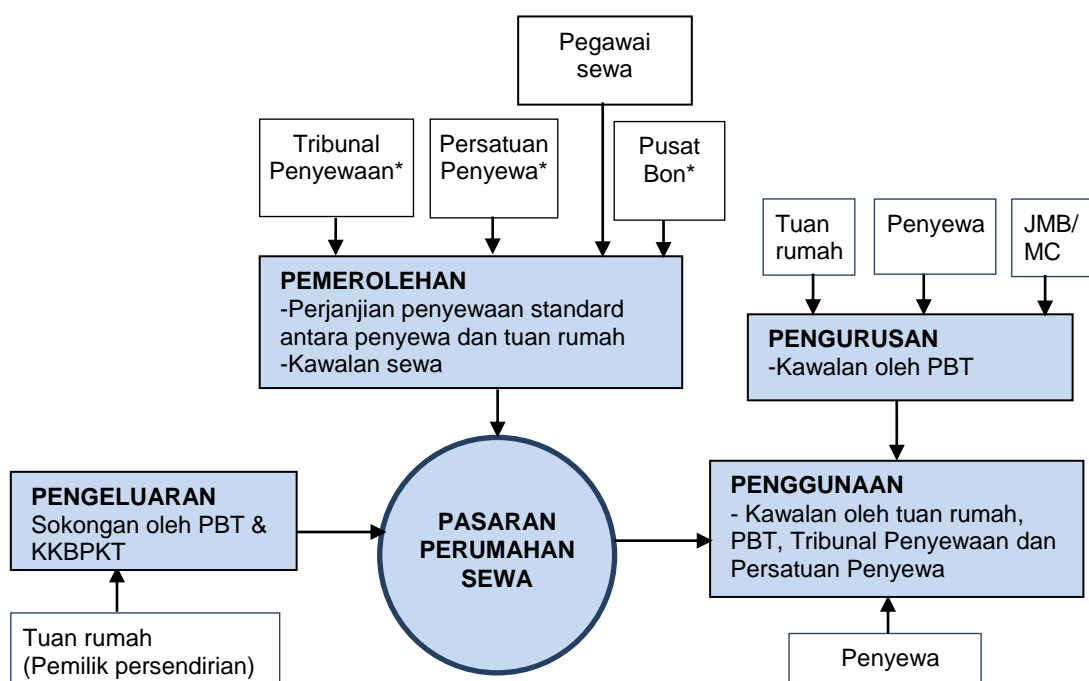 Pegawai
sewa
Tribunal
Penyewaan*
Persatuan
Penyewa*
Pusat
Bon*
Tuan
rumah
Penyewa
JMB/
MC
PEMEROLEHAN
-Perjanjian penyewaan standard
antara penyewa dan tuan rumah
-Kawalan sewa
PENGURUSAN
-Kawalan oleh PBT
PENGELUARAN
Sokongan oleh PBT &
KKBPKT
PASARAN
PERUMAHAN
SEWA
PENGGUNAAN
- Kawalan oleh tuan rumah,
PBT, Tribunal Penyewaan dan
Persatuan Penyewa
Tuan rumah
(Pemilik persendirian)
Penyewa